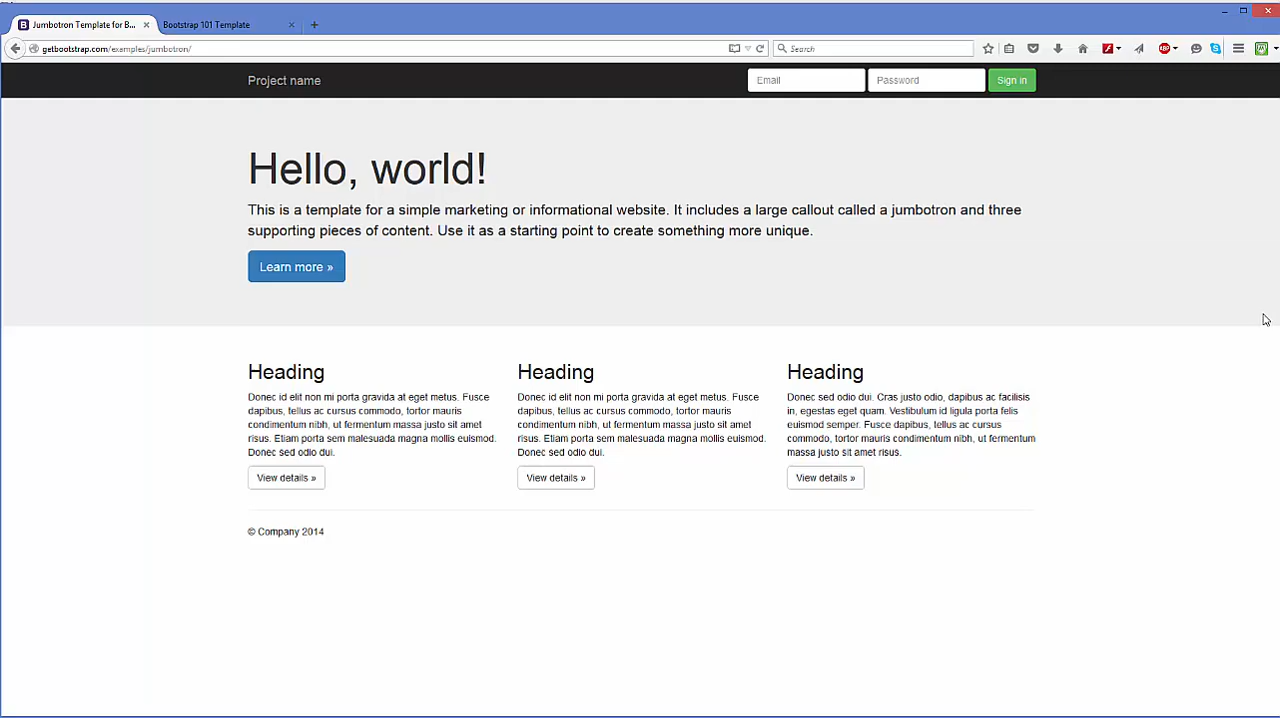 Jumbotron Template for B...
Bootstrap 101 Template
getbootstrap.com/examples/jumbotron/
Search
ABP
Project name
Email
Password
Sign in
Hello, world!
This is a template for a simple marketing or informational website. It includes a large callout called a jumbotron and three
supporting pieces of content. Use it as a starting point to create something more unique.
Learn more »
Heading
Donec id elit non mi porta gravida at eget metus. Fusce
dapibus, tellus ac cursus commodo, tortor mauris
condimentum nibh, ut fermentum massa justo sit amet
risus. Etiam porta sem malesuada magna mollis euismod.
Donec sed odio dui.
View details »
Heading
Donec id elit non mi porta gravida at eget metus. Fusce
dapibus, tellus ac cursus commodo, tortor mauris
condimentum nibh, ut fermentum massa justo sit amet
risus. Etiam porta sem malesuada magna mollis euismod.
Donec sed odio dui.
View details »
Heading
Donec sed odio dui. Cras justo odio, dapibus ac facilisis
in, egestas eget quam. Vestibulum id ligula porta felis
euismod semper. Fusce dapibus, tellus ac cursus
commodo, tortor mauris condimentum nibh, ut fermentum
massa justo sit amet risus.
View details »
© Company 2014